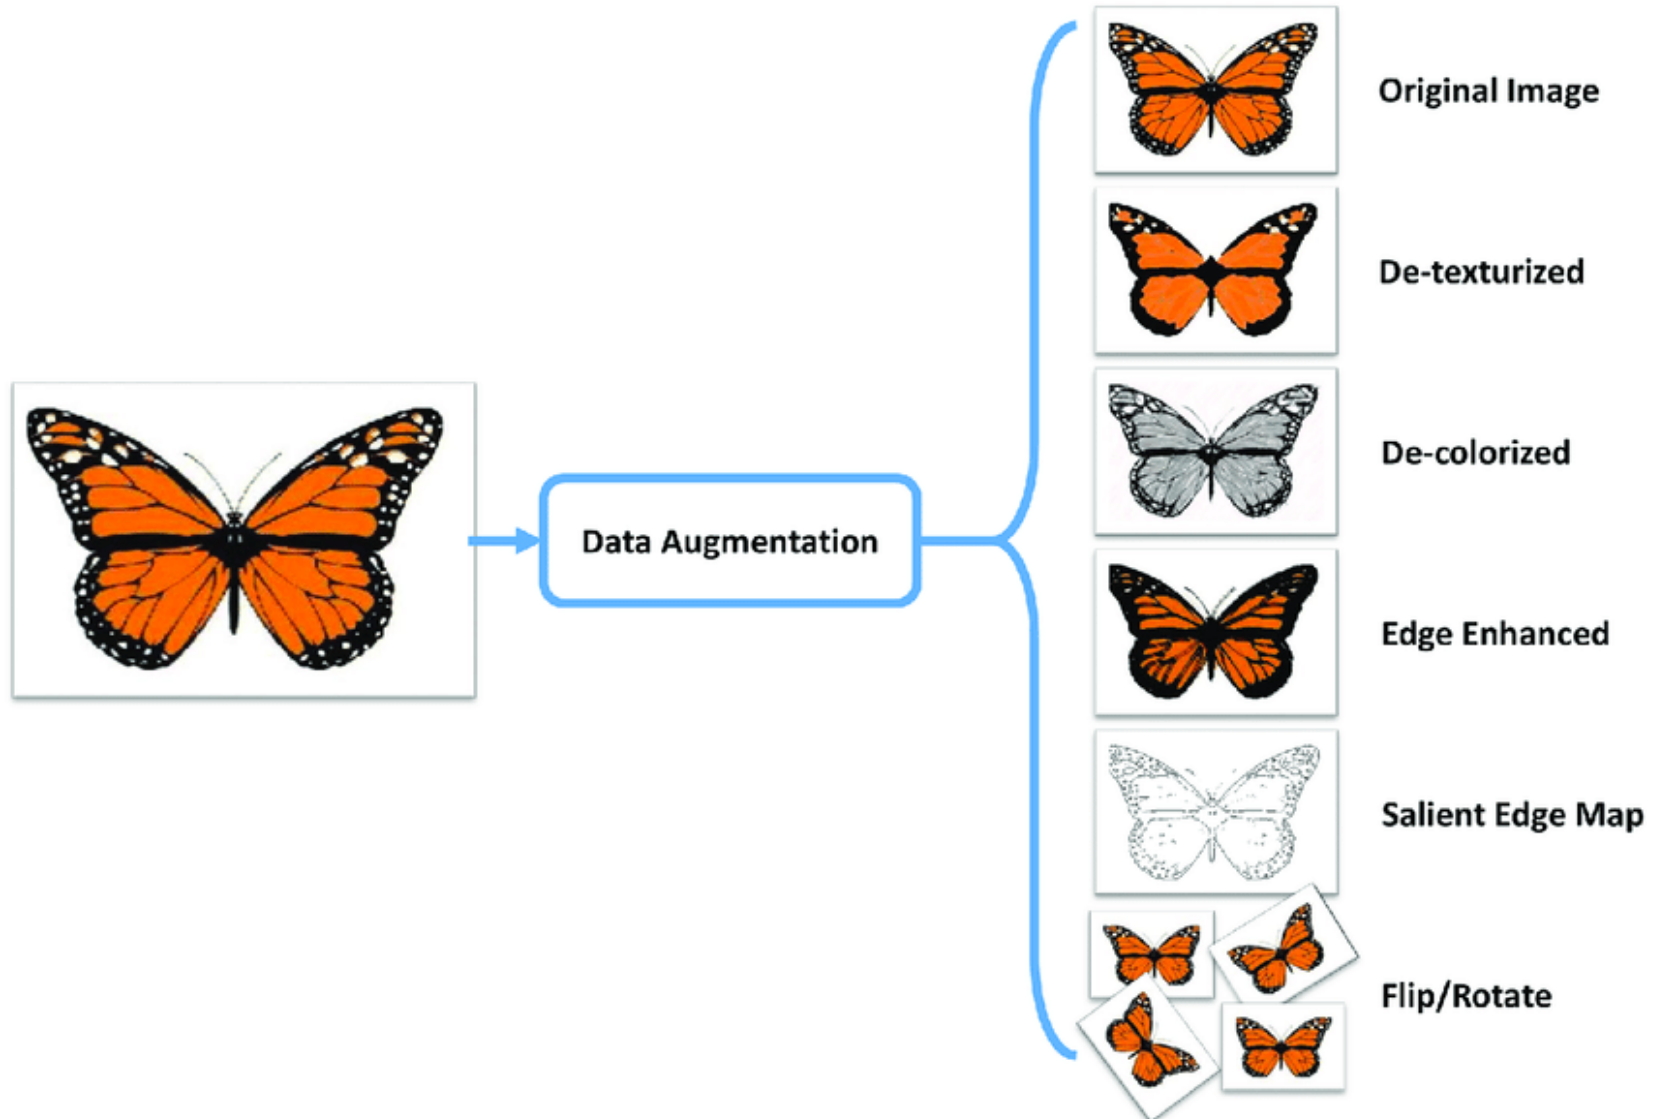 Original Image
De-texturized
De-colorized
Data Augmentation
Edge Enhanced
Salient Edge Map
Flip/Rotate